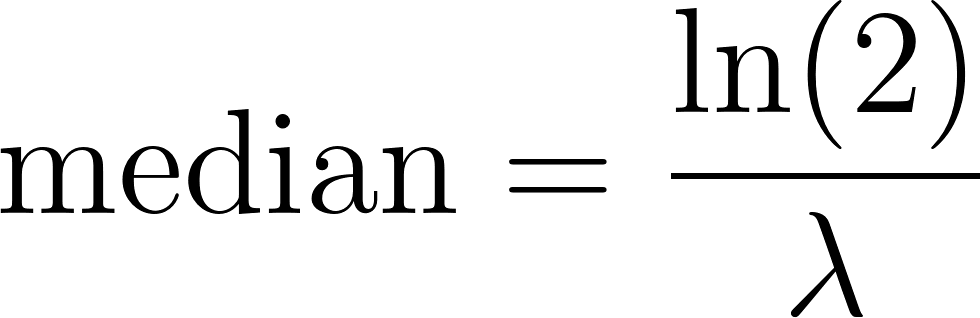 median = ln(2) / λ